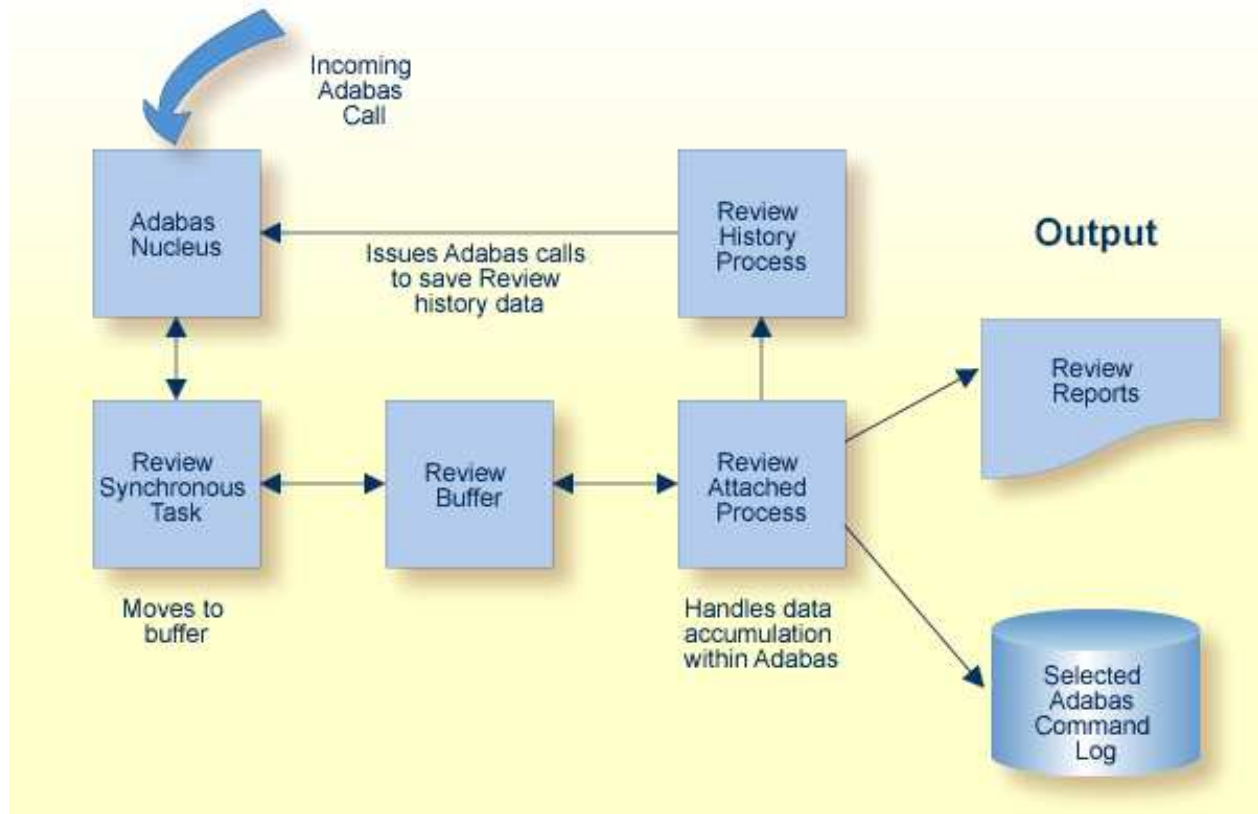 Incoming
Adabas
Call
Adabas
Nucleus
Review
History
Process
Output
Issues Adabas calls
to save Review
history data
Review
Reports
Review
Synchronous
Task
Review
Buffer
Review
Attached
Process
Moves to
buffer
Handles data
accumulation
within Adabas
Selected
Adabas
Command
Log